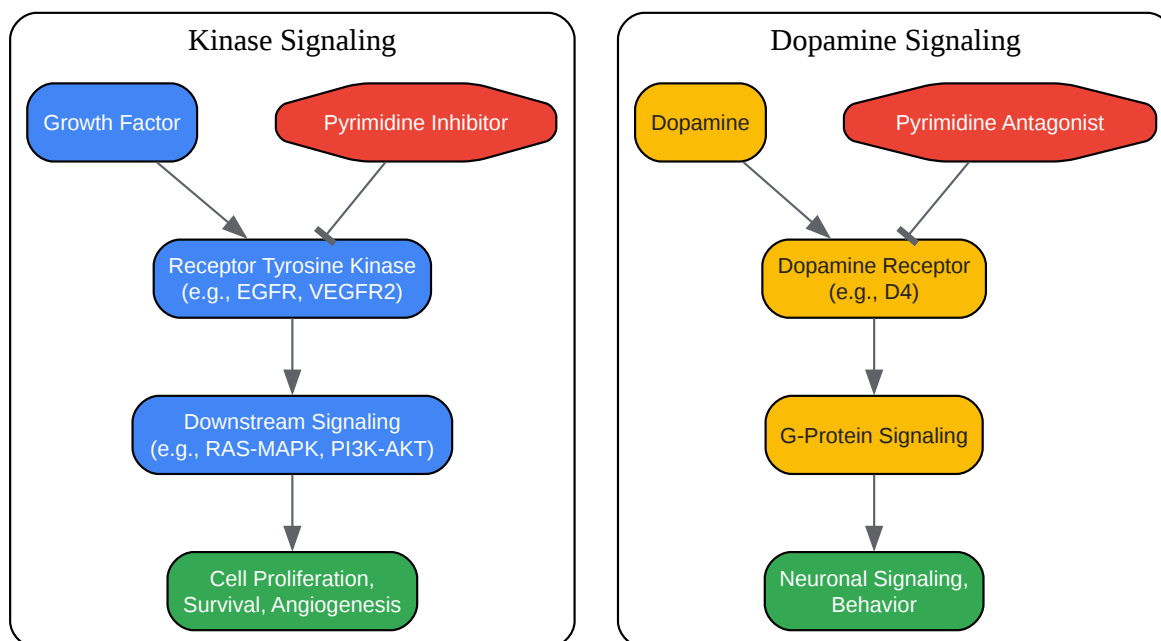 Kinase Signaling
Growth Factor
Pyrimidine Inhibitor
Receptor Tyrosine Kinase
(e.g., EGFR, VEGFR2)
Downstream Signaling
(e.g., RAS-MAPK, PI3K-AKT)
Cell Proliferation,
Survival, Angiogenesis
Dopamine Signaling
Dopamine
Pyrimidine Antagonist
Dopamine Receptor
(e.g., D4)
G-Protein Signaling
Neuronal Signaling,
Behavior